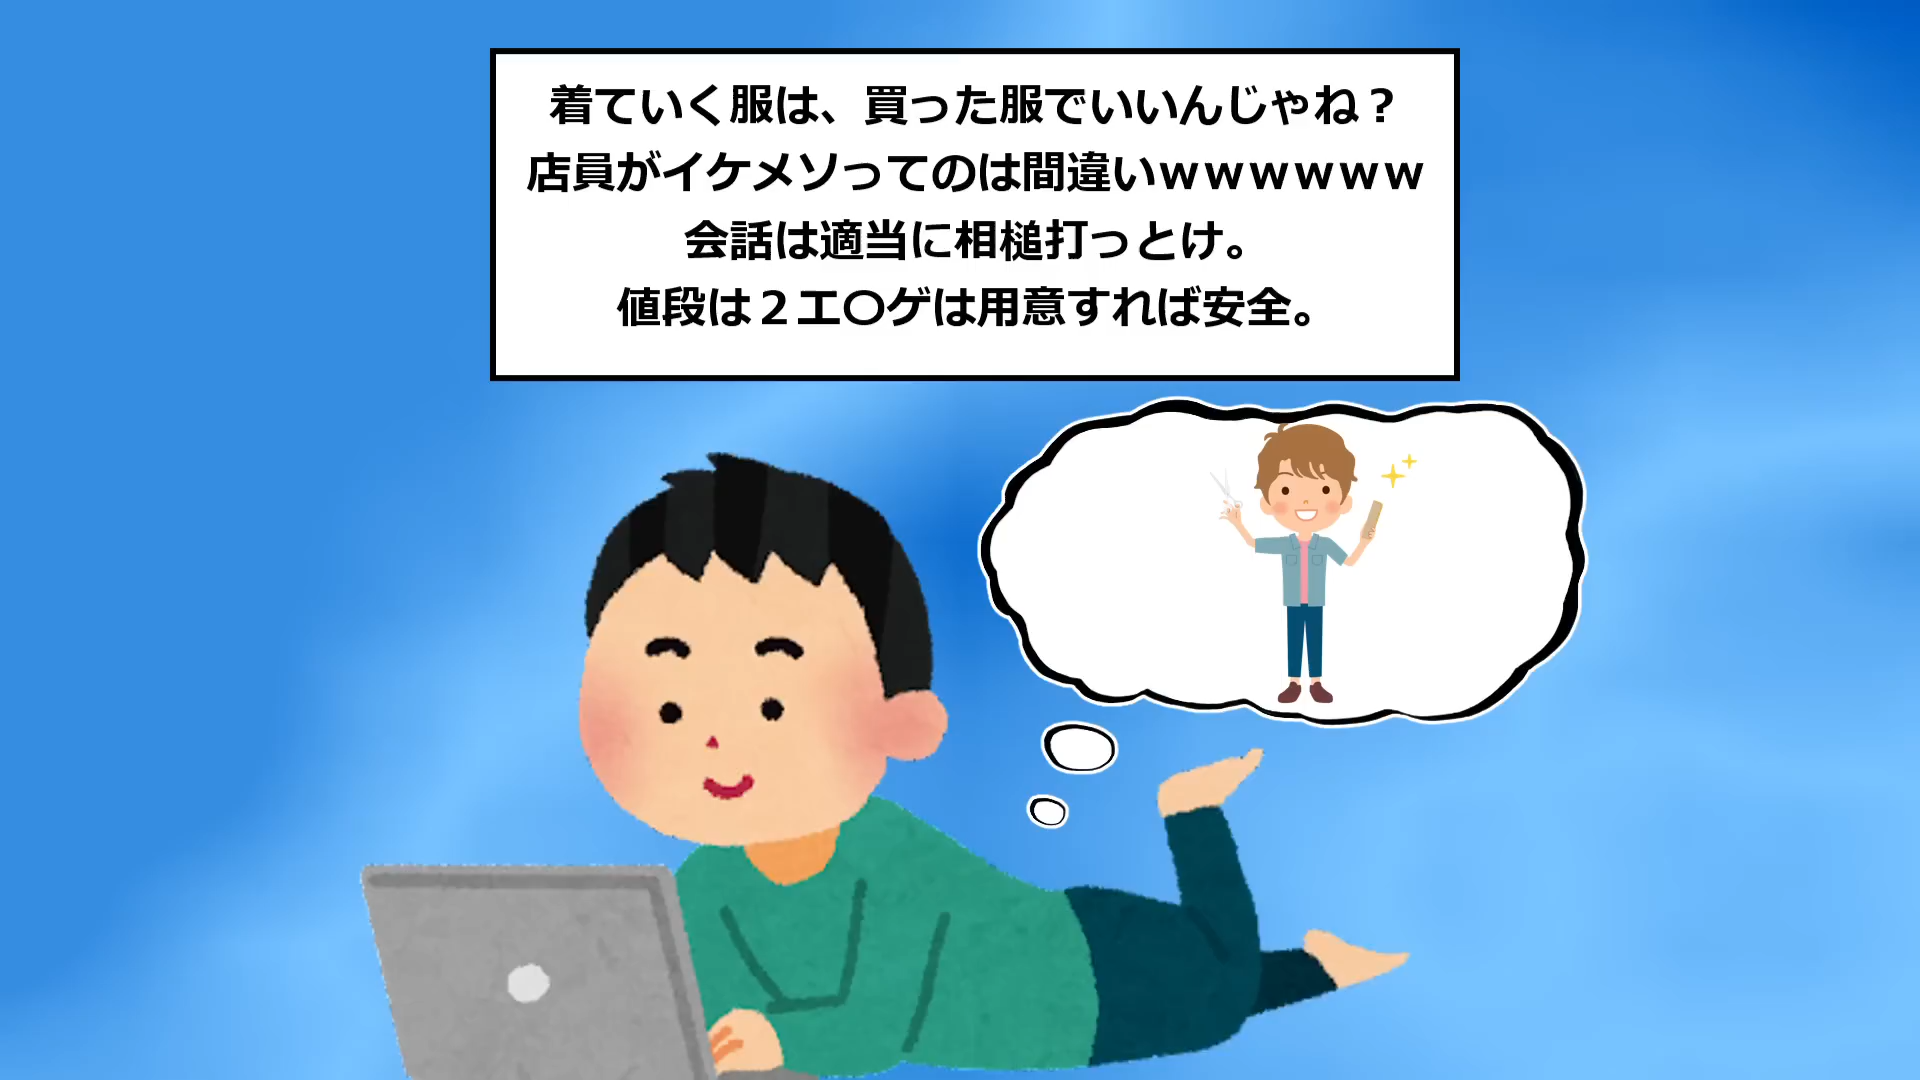 着ていく服は、買った服でいいんじゃね？
店員がイケメソってのは間違いｗｗｗｗｗｗ
会話は適当に相槌打っとけ。
値段は２エ〇ゲは用意すれば安全。